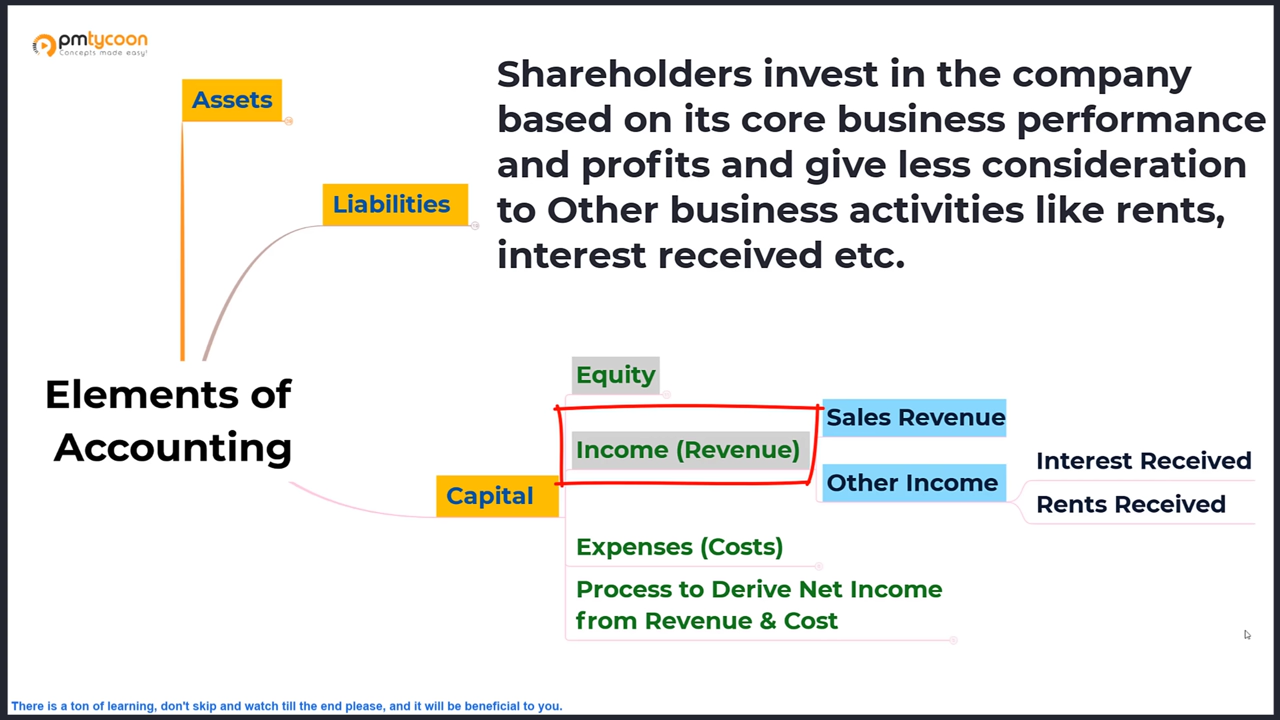 pmtycoon
Concepts made easy!
Shareholders invest in the company
based on its core business performance
and profits and give less consideration
to Other business activities like rents,
interest received etc.
Assets
Liabilities
Elements of
Accounting
Capital
Equity
Income (Revenue)
Sales Revenue
Other Income
Interest Received
Rents Received
Expenses (Costs)
Process to Derive Net Income
from Revenue & Cost
There is a ton of learning, don't skip and watch till the end please, and it will be beneficial to you.